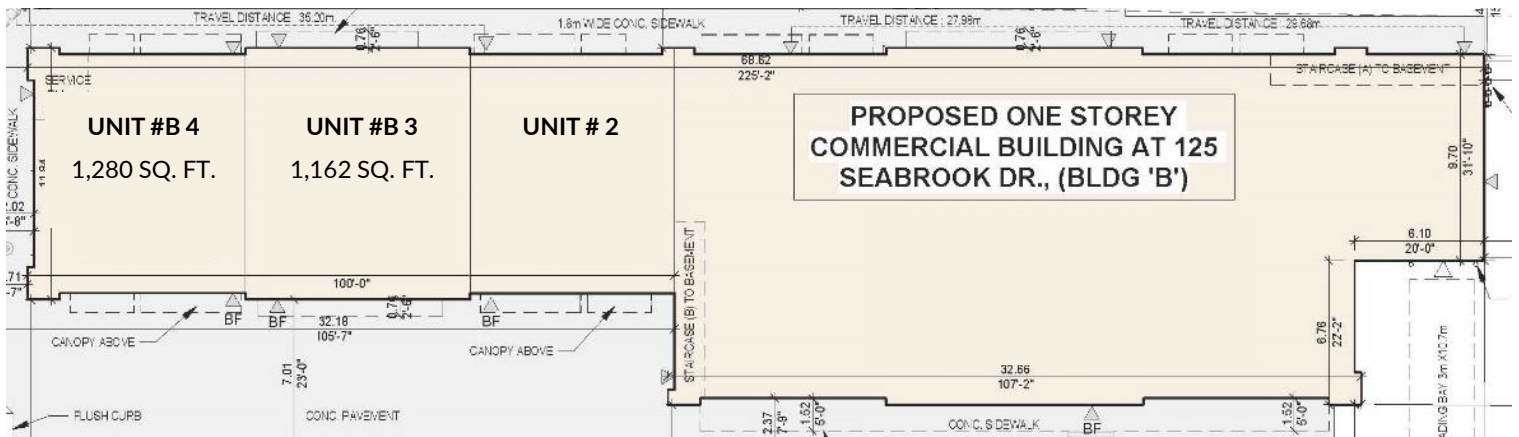 TRAVEL DISTANCE : 35.20m.
1.8m WIDE CONC. SIDEWALK
TRAVEL DISTANCE : 27.98m
TRAVEL DISTANCE : 29.68m
0.76
2'-6"
0.76
2'-6"
68.62
225'-2"
SERVICE
STAIRCASE (A) TO BASEMENT
UNIT #B 4
1,280 SQ. FT.
UNIT #B 3
1,162 SQ. FT.
UNIT # 2
PROPOSED ONE STOREY
COMMERCIAL BUILDING AT 125
SEABROOK DR., (BLDG 'B')
CONC. SIDEWALK
9.70
31'-10"
6.10
20'-0"
STAIRCASE (B) TO BASEMENT
100'-0"
0.76
2'-6"
BF
BF
BF
32.18
105'-7"
CANOPY ABOVE
CANOPY ABOVE
7.01
23'-0"
6.76
22'-2"
32.66
107'-2"
FLUSH CURB
CONC. PAVEMENT
2.37
7'-9"
1.52
5'-0"
CONC. SIDEWALK
BF
1.52
5'-0"
ADING BAY 3m X10.7m